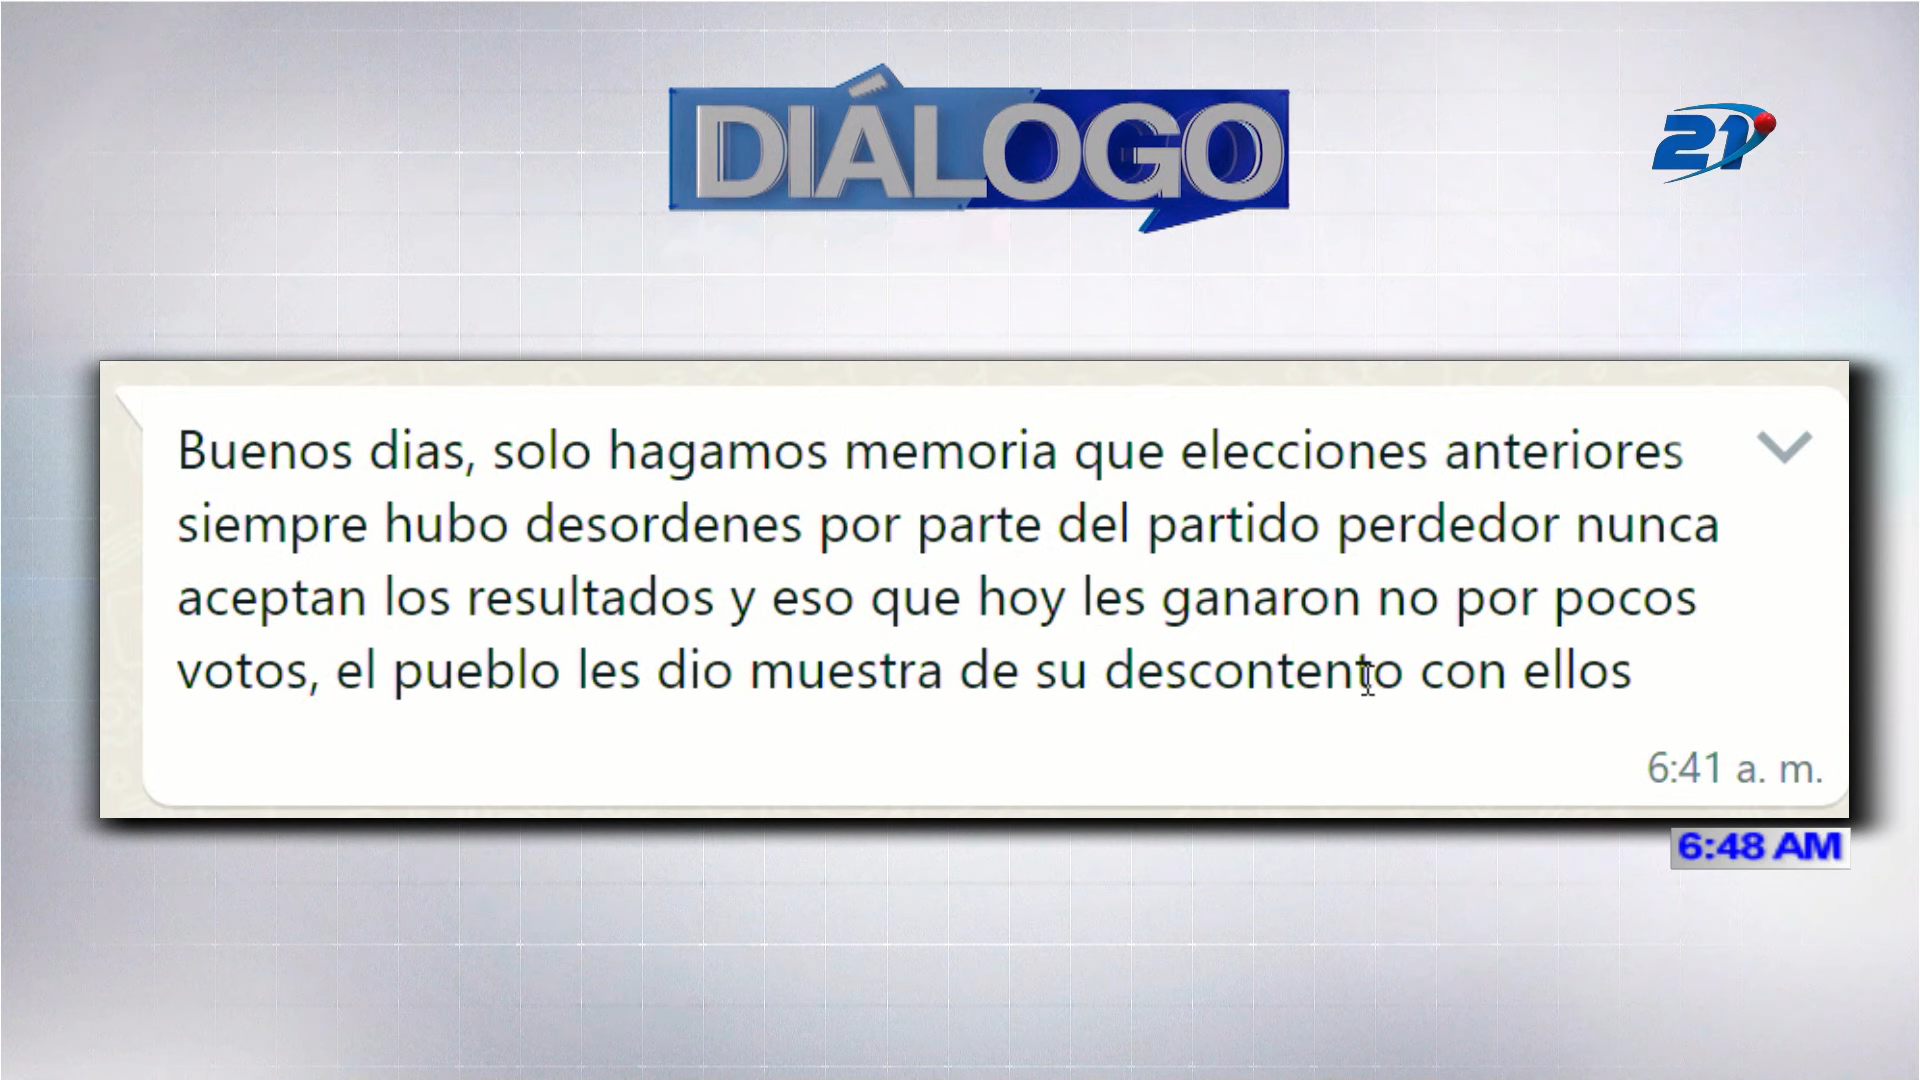 DIÁLOGO
21
Buenos dias, solo hagamos memoria que elecciones anteriores
siempre hubo desordenes por parte del partido perdedor nunca
aceptan los resultados y eso que hoy les ganaron no por pocos
votos, el pueblo les dio muestra de su descontento con ellos
6:41 a. m.
6:48 AM